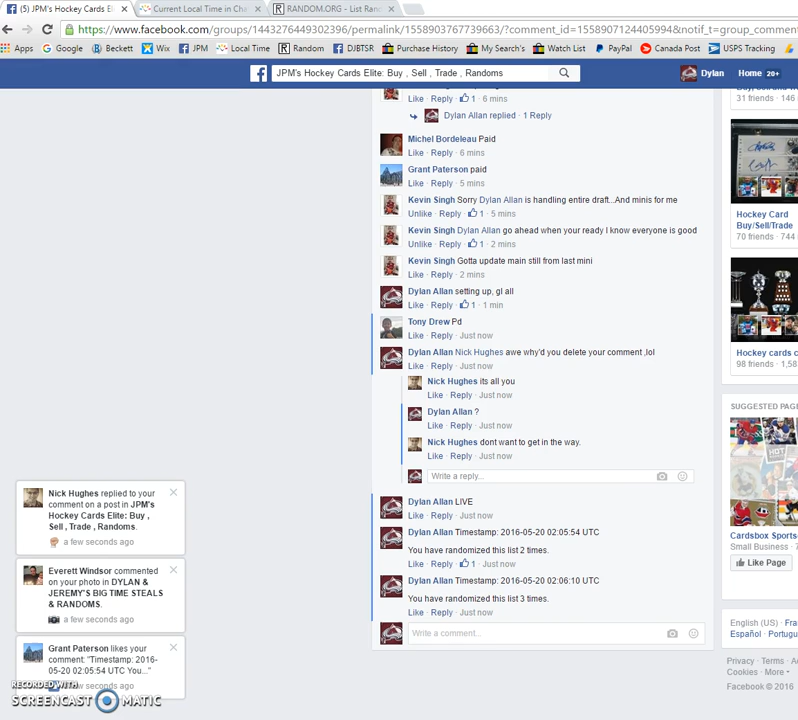 (5) JPM's Hockey Cards E
Current Local Time in Cha
RANDOM.ORG - List Ran
https://www.facebook.com/groups/1443276449302396/permalink/1558903767739663/?comment_id=1558907124405994&notif_t=group_comment
Apps Google Beckett Wix JPM Local Time Random DJBTSR Purchase History My Search's Watch List PayPal Canada Post USPS Tracking
JPM's Hockey Cards Elite: Buy , Sell , Trade , Randoms
Dylan Home 20+
Like · Reply · 1 · 6 mins
Dylan Allan replied · 1 Reply
Michel Bordeleau Paid
Like · Reply · 6 mins
Grant Paterson paid
Like · Reply · 5 mins
Kevin Singh Sorry Dylan Allan is handling entire draft...And minis for me
Unlike · Reply · 1 · 5 mins
Kevin Singh Dylan Allan go ahead when your ready I know everyone is good
Unlike · Reply · 1 · 2 mins
Kevin Singh Gotta update main still from last mini
Like · Reply · 2 mins
Dylan Allan setting up, gl all
Like · Reply · 1 · 1 min
Tony Drew Pd
Like · Reply · Just now
Dylan Allan Nick Hughes awe why'd you delete your comment ,lol
Like · Reply · Just now
Nick Hughes its all you
Like · Reply · Just now
Dylan Allan ?
Like · Reply · Just now
Nick Hughes dont want to get in the way.
Like · Reply · Just now
Write a reply...
Dylan Allan LIVE
Like · Reply · Just now
Dylan Allan Timestamp: 2016-05-20 02:05:54 UTC
You have randomized this list 2 times.
Like · Reply · 1 · Just now
Dylan Allan Timestamp: 2016-05-20 02:06:10 UTC
You have randomized this list 3 times.
Like · Reply · Just now
Write a comment...
31 friends · 146
Hockey Card
Buy/Sell/Trade
70 friends · 744
Hockey cards c
98 friends · 1,58
SUGGESTED PAG
Cardsbox Sports
Small Business ·
Like Page
English (US) · Fra
Español · Portugu
Privacy · Terms · A
Cookies · More
Facebook © 2016
Nick Hughes replied to your
comment on a post in JPM's
Hockey Cards Elite: Buy ,
Sell , Trade , Randoms.
a few seconds ago
Everett Windsor commented
on your photo in DYLAN &
JEREMY'S BIG TIME STEALS
& RANDOMS.
a few seconds ago
Grant Paterson likes your
comment: "Timestamp: 2016-
05-20 02:05:54 UTC You..."
few seconds ago
RECORDED WITH
SCREENCAST MATIC